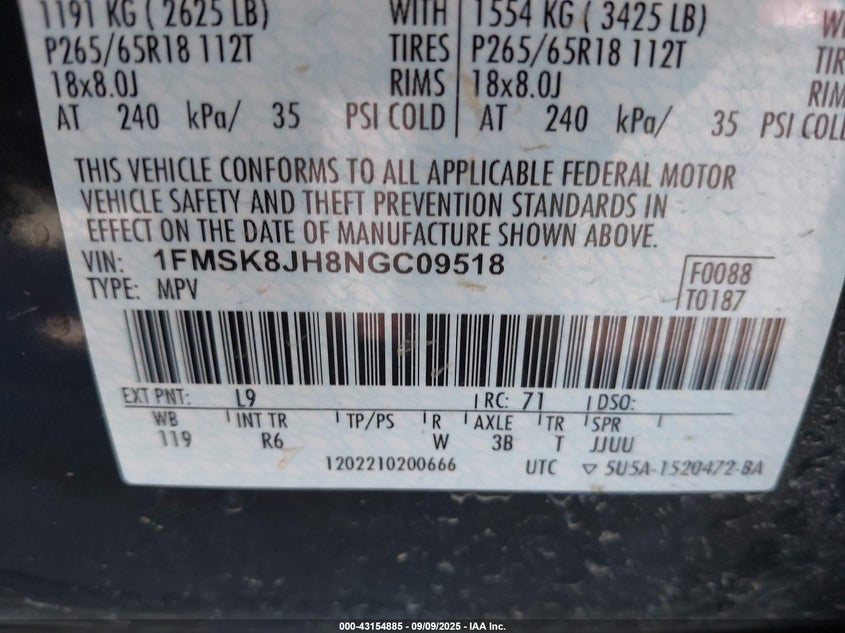 1191 KG ( 2625 LB) WITH 1554 KG ( 3425 LB)
P265/65R18 112T TIRES P265/65R18 112T TIR
18x8.0J RIMS 18x8.0J RIM
AT 240 kPa/ 35 PSI COLD AT 240 kPa/ 35 PSI COLD
THIS VEHICLE CONFORMS TO ALL APPLICABLE FEDERAL MOTOR
VEHICLE SAFETY AND THEFT PREVENTION STANDARDS IN
EFFECT ON THE DATE OF MANUFACTURE SHOWN ABOVE.
VIN: 1FMSK8JH8NGC09518 F0088
TYPE: MPV T0187
EXT PNT: L9 RC: 71 DSO:
WB INT TR TP/PS R AXLE TR SPR
119 R6 W 3B T JJUU
1202210200666 UTC ▽ 5U5A-1520472-BA
000-43154885 - 09/09/2025 - IAA Inc.